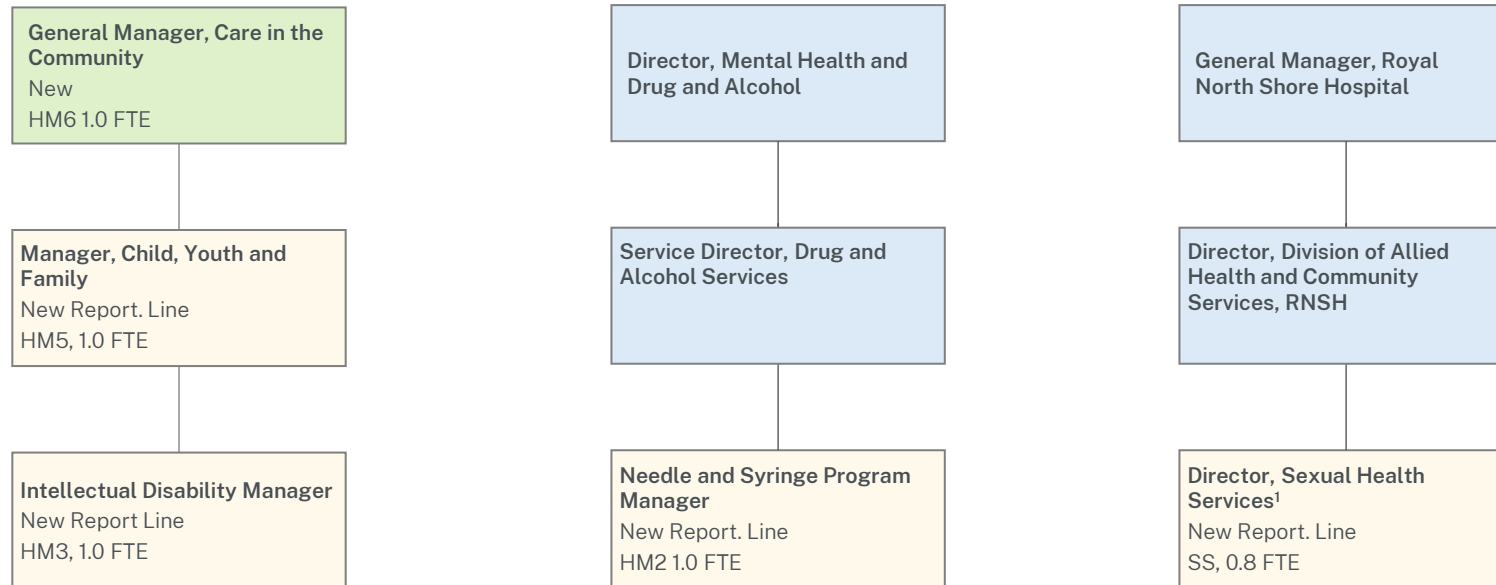 General Manager, Care in the
Community
New
HM6 1.0 FTE
Manager, Child, Youth and
Family
New Report. Line
HM5, 1.0 FTE
Intellectual Disability Manager
New Report Line
HM3, 1.0 FTE
Director, Mental Health and
Drug and Alcohol
Service Director, Drug and
Alcohol Services
Needle and Syringe Program
Manager
New Report. Line
HM2 1.0 FTE
General Manager, Royal
North Shore Hospital
Director, Division of Allied
Health and Community
Services, RNSH
Director, Sexual Health
Services¹
New Report. Line
SS, 0.8 FTE